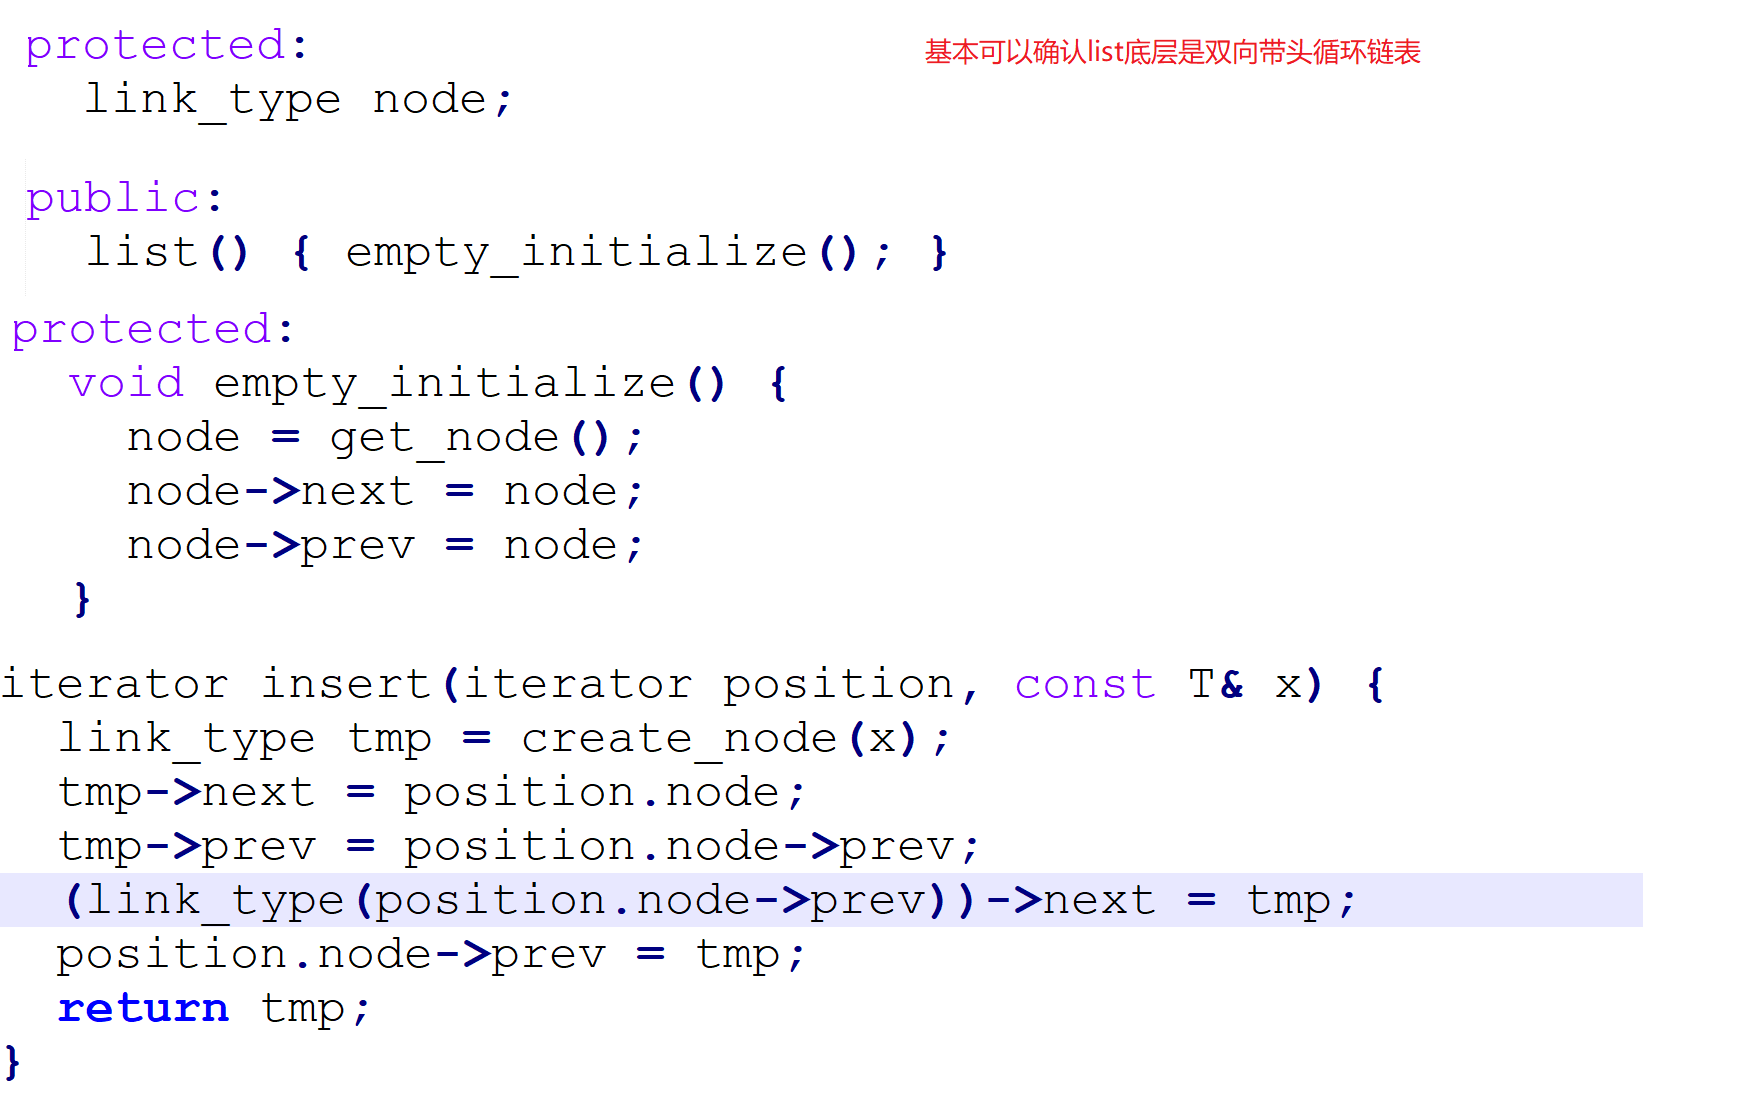 protected:
基本可以确认list底层是双向带头循环链表
link_type node;
public:
list() { empty_initialize(); }
protected:
void empty_initialize() {
node = get_node();
node->next = node;
node->prev = node;
}
iterator insert(iterator position, const T& x) {
link_type tmp = create_node(x);
tmp->next = position.node;
tmp->prev = position.node->prev;
(link_type(position.node->prev))->next = tmp;
position.node->prev = tmp;
return tmp;
}